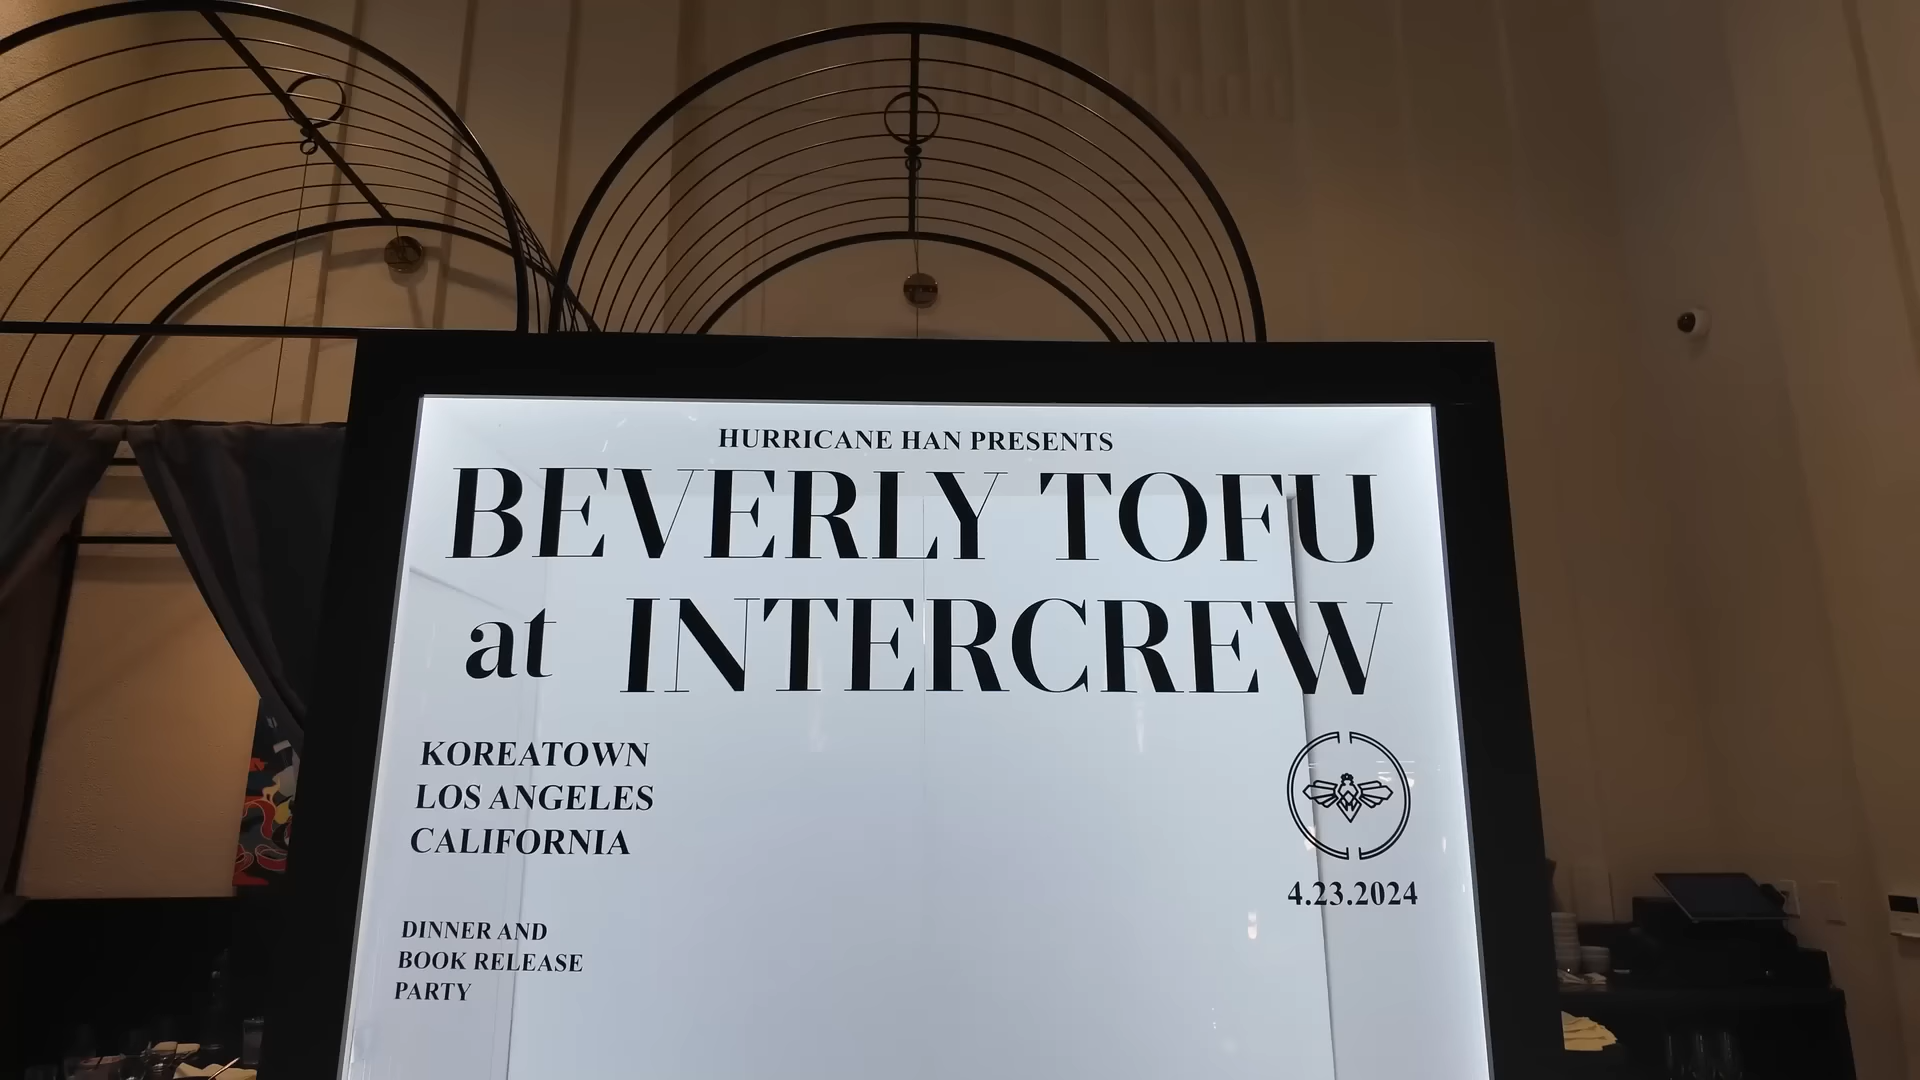 HURRICANE HAN PRESENTS
BEVERLY TOFU
at INTERCREW
KOREATOWN
LOS ANGELES
CALIFORNIA
4.23.2024
DINNER AND
BOOK RELEASE
PARTY